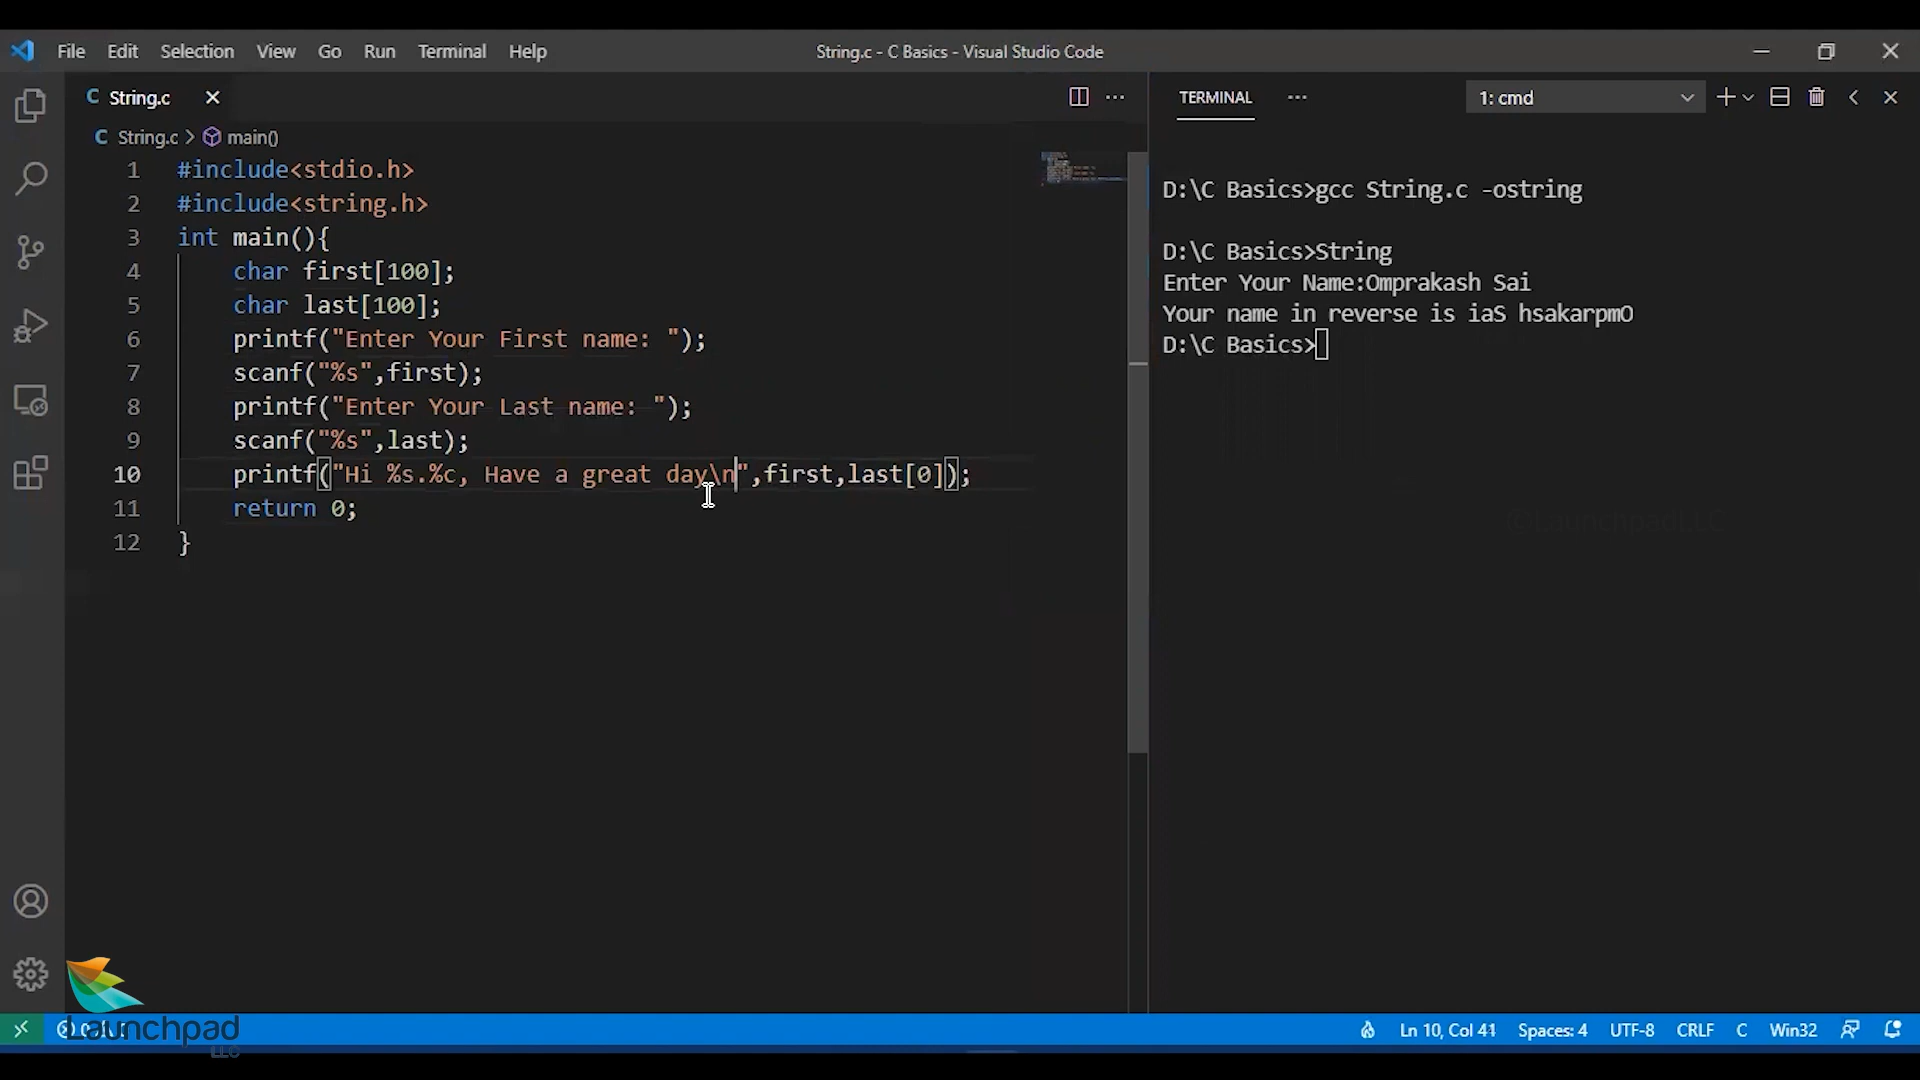 File Edit Selection View Go Run Terminal Help
String.c - C Basics - Visual Studio Code
C String.c
C String.c > main()
1 #include<stdio.h>
2 #include<string.h>
3 int main(){
4 char first[100];
5 char last[100];
6 printf("Enter Your First name: ");
7 scanf("%s",first);
8 printf("Enter Your Last name: ");
9 scanf("%s",last);
10 printf("Hi %s.%c, Have a great day\n",first,last[0]);
11 return 0;
12 }
TERMINAL
1: cmd
D:\C Basics>gcc String.c -ostring
D:\C Basics>String
Enter Your Name:Omprakash Sai
Your name in reverse is iaS hsakarpmO
D:\C Basics>
@LaunchpadLLC
Launchpad
LLC
Ln 10, Col 41 Spaces: 4 UTF-8 CRLF C Win32